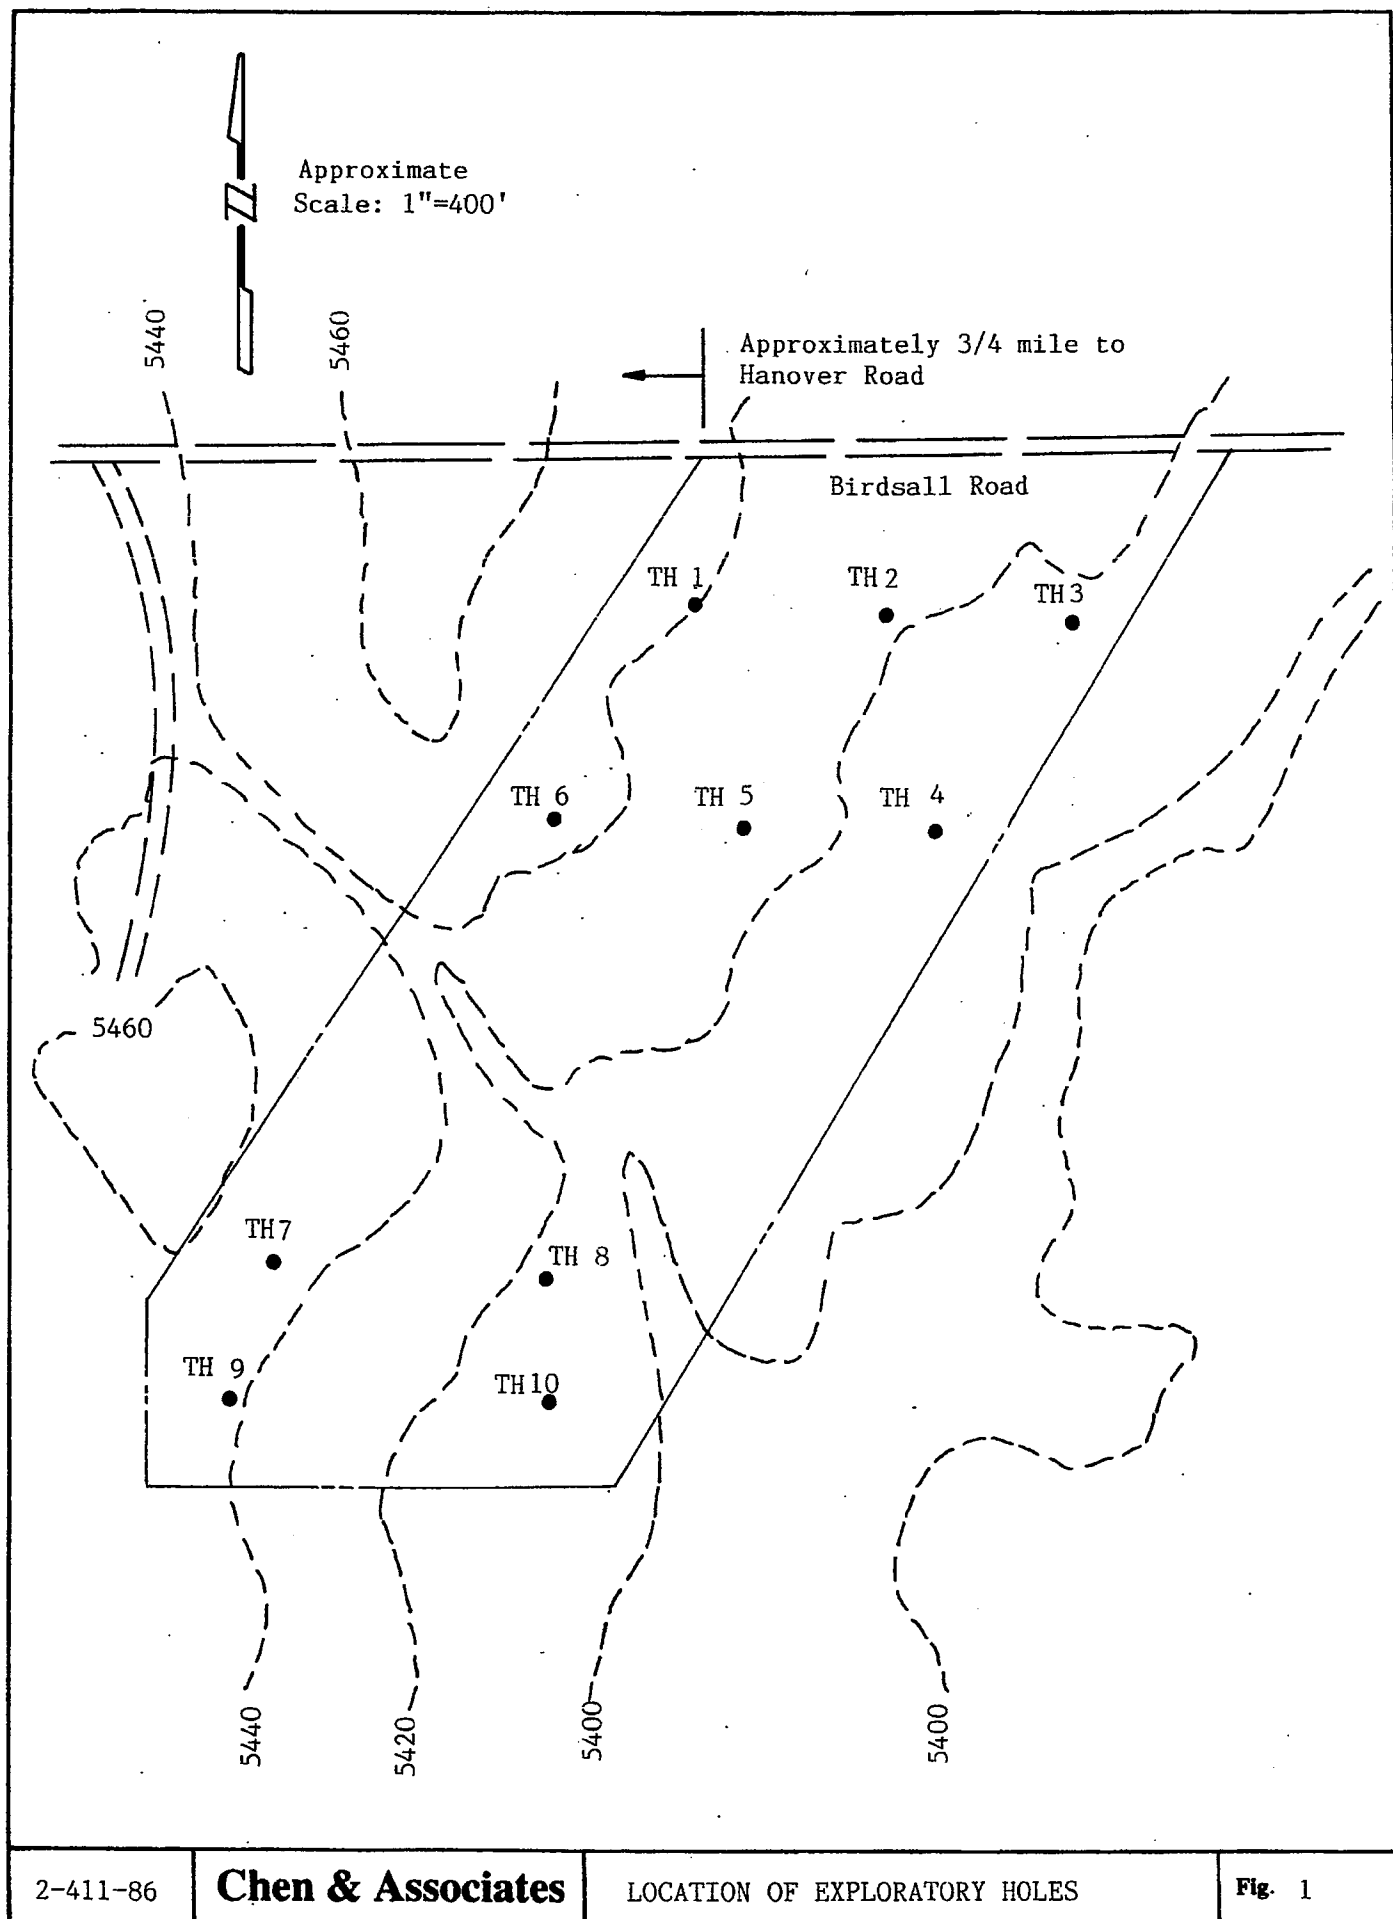 Approximate
Scale: 1"=400'
5440
5460
Approximately 3/4 mile to
Hanover Road
Birdsall Road
TH 1
TH 2
TH 3
TH 6
TH 5
TH 4
5460
TH 7
TH 8
TH 9
TH 10
5440
5420
5400
5400
2-411-86
Chen & Associates
LOCATION OF EXPLORATORY HOLES
Fig. 1